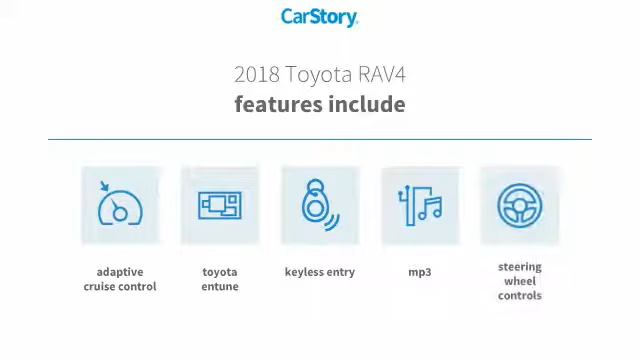 CarStory
2018 Toyota RAV4
features include
adaptive
cruise control
toyota
entune
keyless entry
mp3
steering
wheel
controls